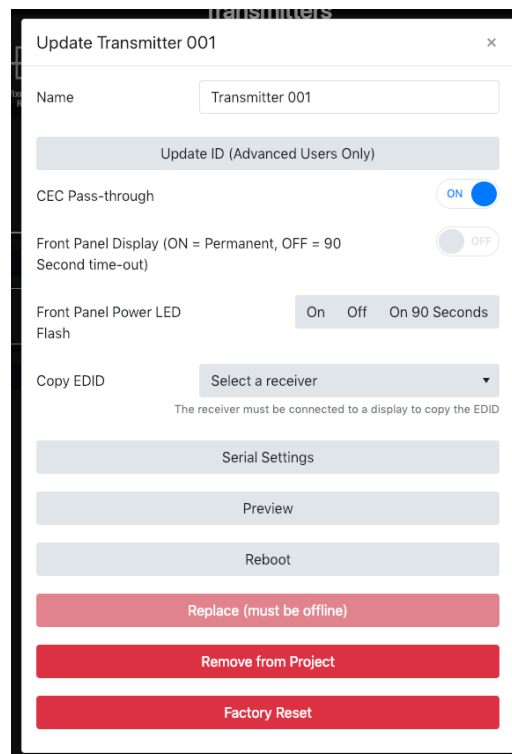 Transmitters
Update Transmitter 001 ×
Name Transmitter 001
Update ID (Advanced Users Only)
CEC Pass-through ON
Front Panel Display (ON = Permanent, OFF = 90 OFF
Second time-out)
Front Panel Power LED On Off On 90 Seconds
Flash
Copy EDID Select a receiver
The receiver must be connected to a display to copy the EDID
Serial Settings
Preview
Reboot
Replace (must be offline)
Remove from Project
Factory Reset